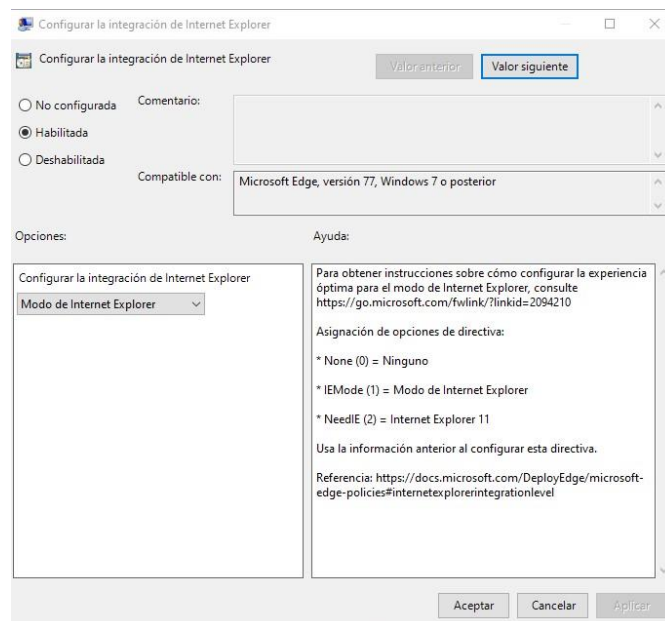 Configurar la integración de Internet Explorer
Configurar la integración de Internet Explorer
Valor anterior
Valor siguiente
No configurada
Comentario:
Habilitada
Deshabilitada
Compatible con:
Microsoft Edge, versión 77, Windows 7 o posterior
Opciones:
Ayuda:
Configurar la integración de Internet Explorer
Modo de Internet Explorer
Para obtener instrucciones sobre cómo configurar la experiencia
óptima para el modo de Internet Explorer, consulte
https://go.microsoft.com/fwlink/?linkid=2094210
Asignación de opciones de directiva:
* None (0) = Ninguno
* IEMode (1) = Modo de Internet Explorer
* NeedIE (2) = Internet Explorer 11
Usa la información anterior al configurar esta directiva.
Referencia: https://docs.microsoft.com/DeployEdge/microsoft-
edge-policies#internetexplorerintegrationlevel
Aceptar
Cancelar
Aplicar